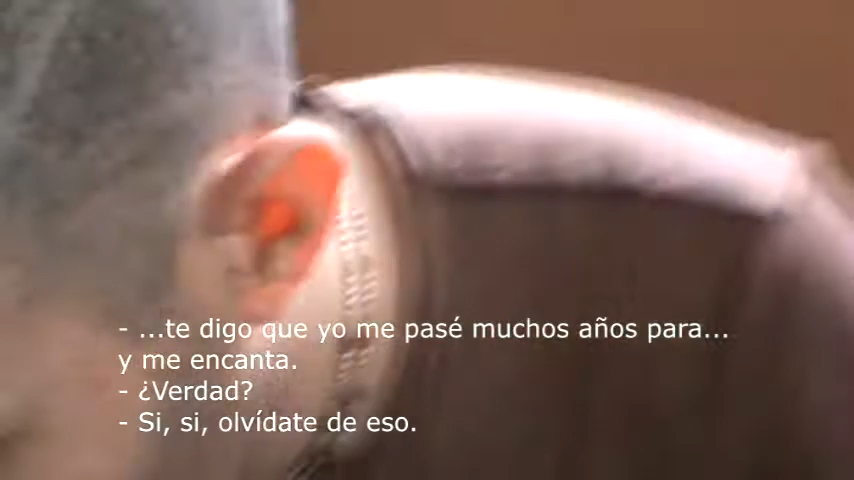 - ...te digo que yo me pasé muchos años para...
y me encanta.
- ¿Verdad?
- Si, si, olvídate de eso.